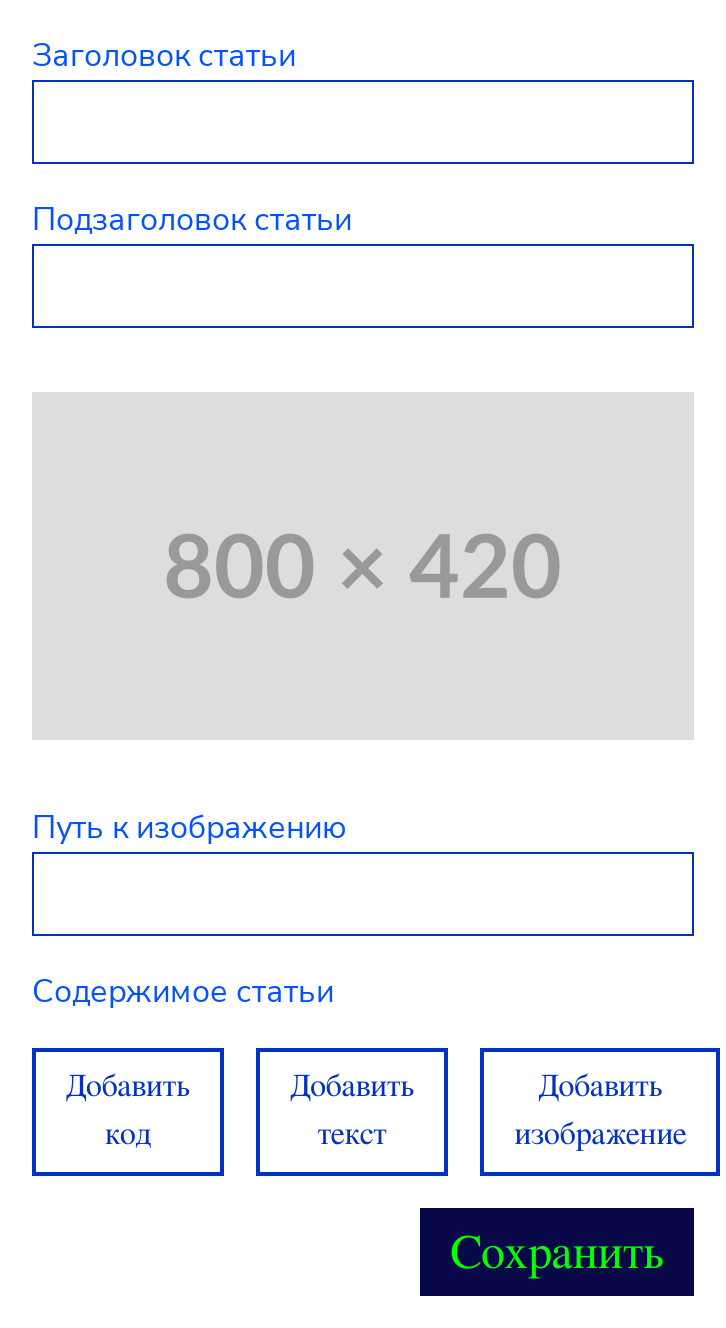 Заголовок статьи
Подзаголовок статьи
800 × 420
Путь к изображению
Содержимое статьи
Добавить
код
Добавить
текст
Добавить
изображение
Сохранить